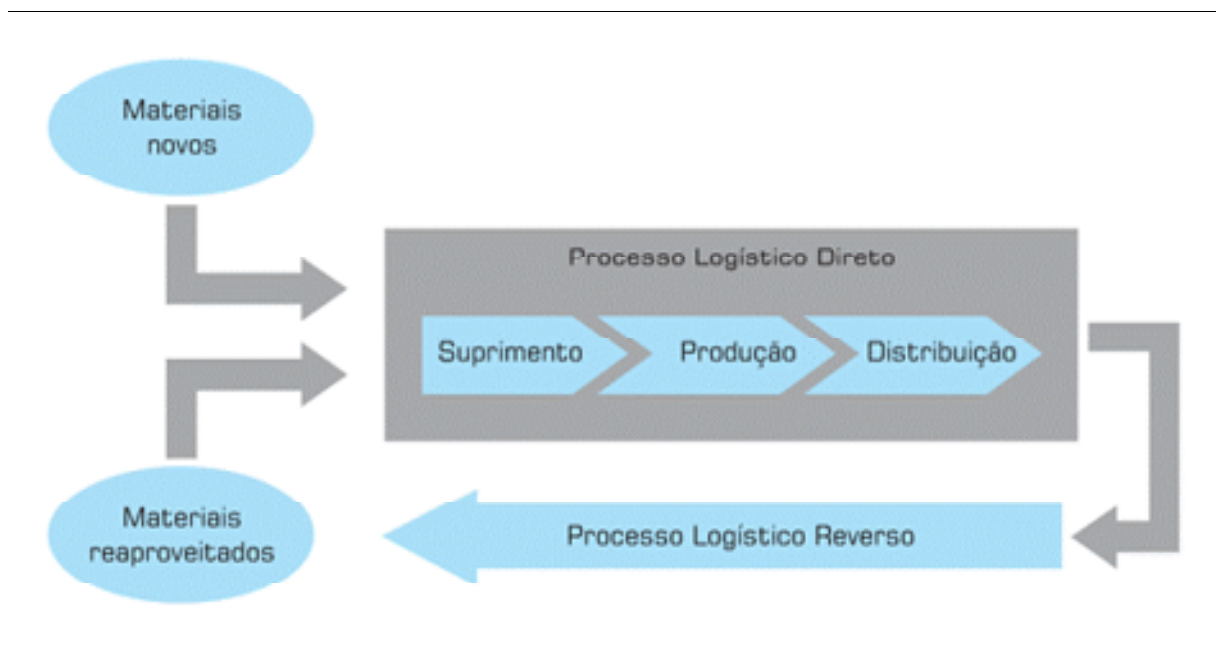 Materiais
novos
Processo Logístico Direto
Suprimento
Produção
Distribuição
Materiais
reaproveitados
Processo Logístico Reverso